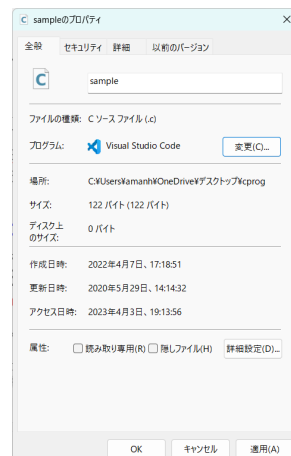 sampleのプロパティ
全般 セキュリティ 詳細 以前のバージョン
C
sample
ファイルの種類: C ソース ファイル (.c)
プログラム: Visual Studio Code 変更(C)...
場所: C:¥Users¥amanh¥OneDrive¥デスクトップ¥cprog
サイズ: 122 バイト (122 バイト)
ディスク上
のサイズ: 0 バイト
作成日時: 2022年4月7日、17:18:51
更新日時: 2020年5月29日、14:14:32
アクセス日時: 2023年4月3日、19:13:56
属性: 読み取り専用(R) 隠しファイル(H) 詳細設定(D)...
OK キャンセル 適用(A)